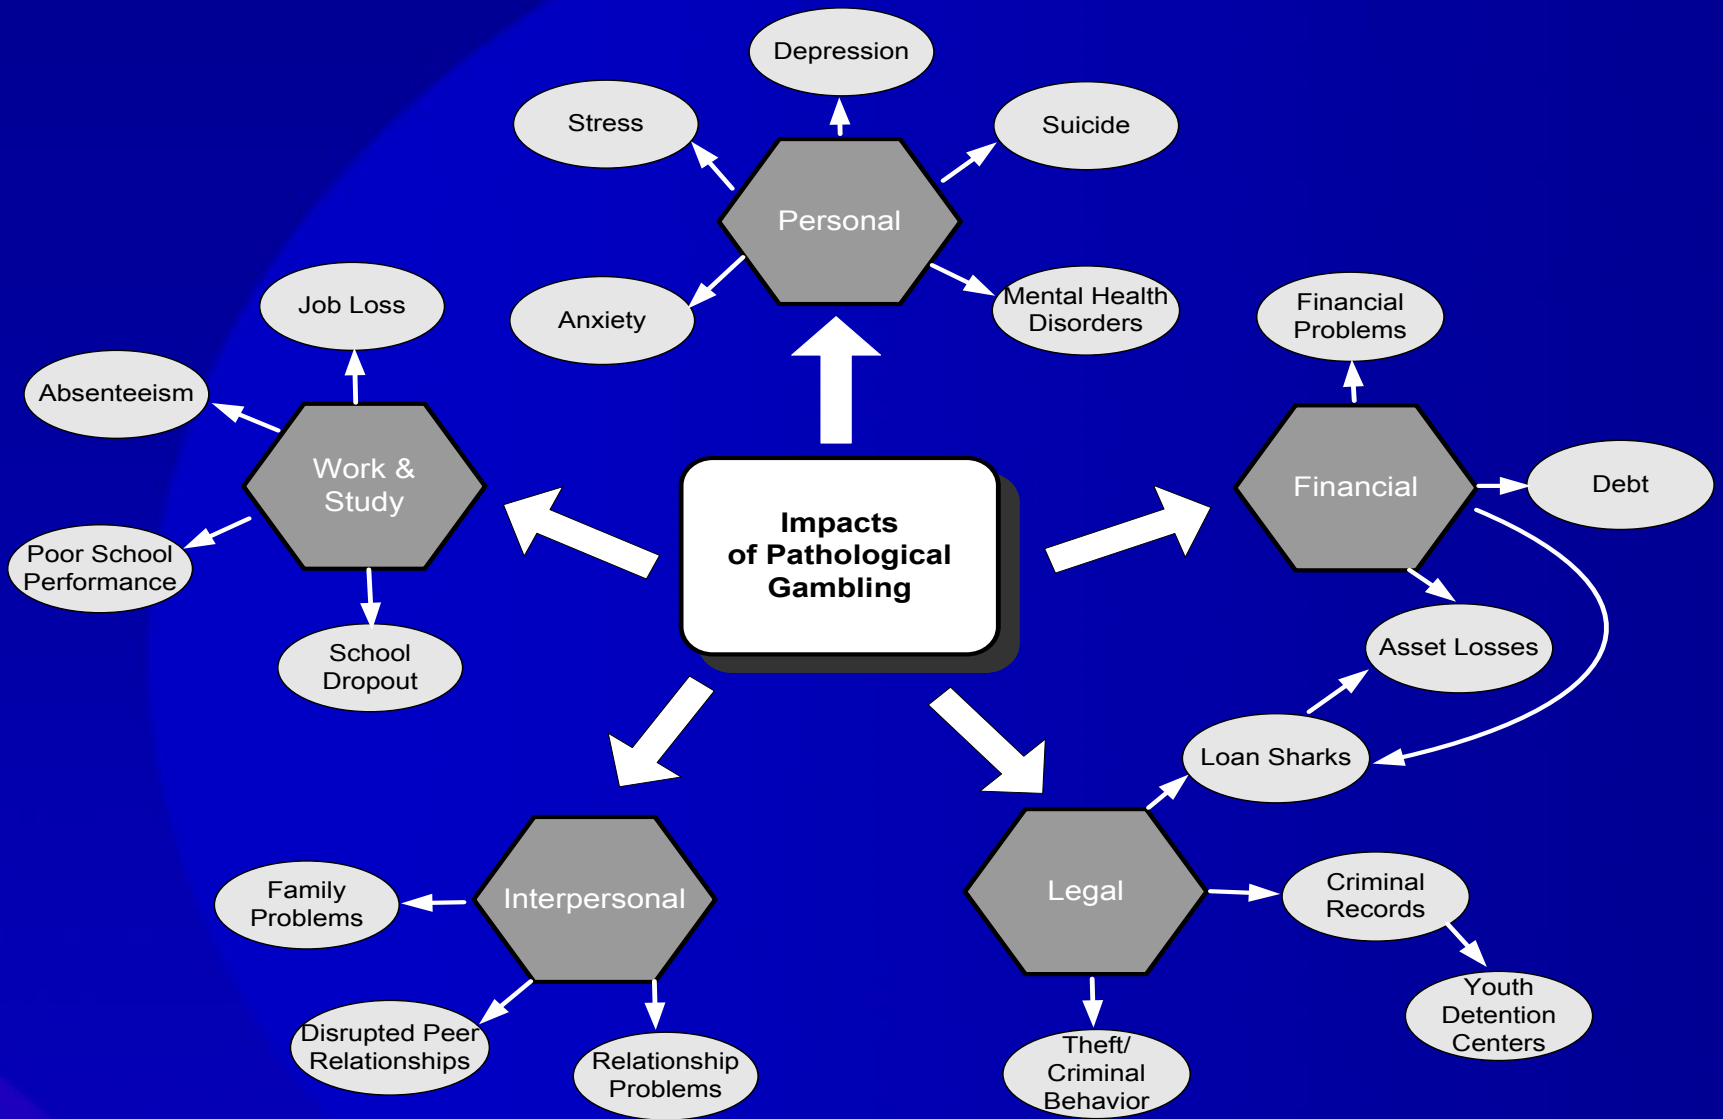 Depression
Stress
Suicide
Personal
Anxiety
Mental Health
Disorders
Job Loss
Absenteeism
Work &
Study
Poor School
Performance
School
Dropout
Financial
Problems
Financial
Debt
Asset Losses
Loan Sharks
Impacts
of Pathological
Gambling
Interpersonal
Family
Problems
Disrupted Peer
Relationships
Relationship
Problems
Legal
Criminal
Records
Youth
Detention
Centers
Theft/
Criminal
Behavior